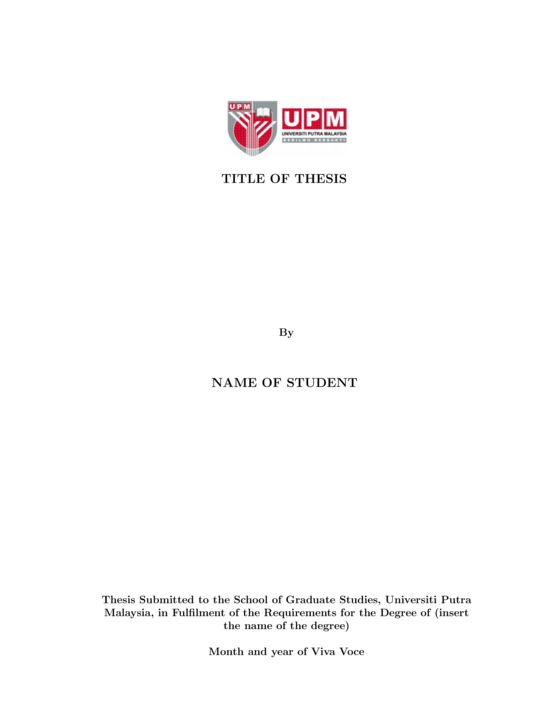 UPM
UPM
UNIVERSITI PUTRA MALAYSIA
BERILMU BERBAKTI
TITLE OF THESIS
By
NAME OF STUDENT
Thesis Submitted to the School of Graduate Studies, Universiti Putra
Malaysia, in Fulfilment of the Requirements for the Degree of (insert
the name of the degree)
Month and year of Viva Voce